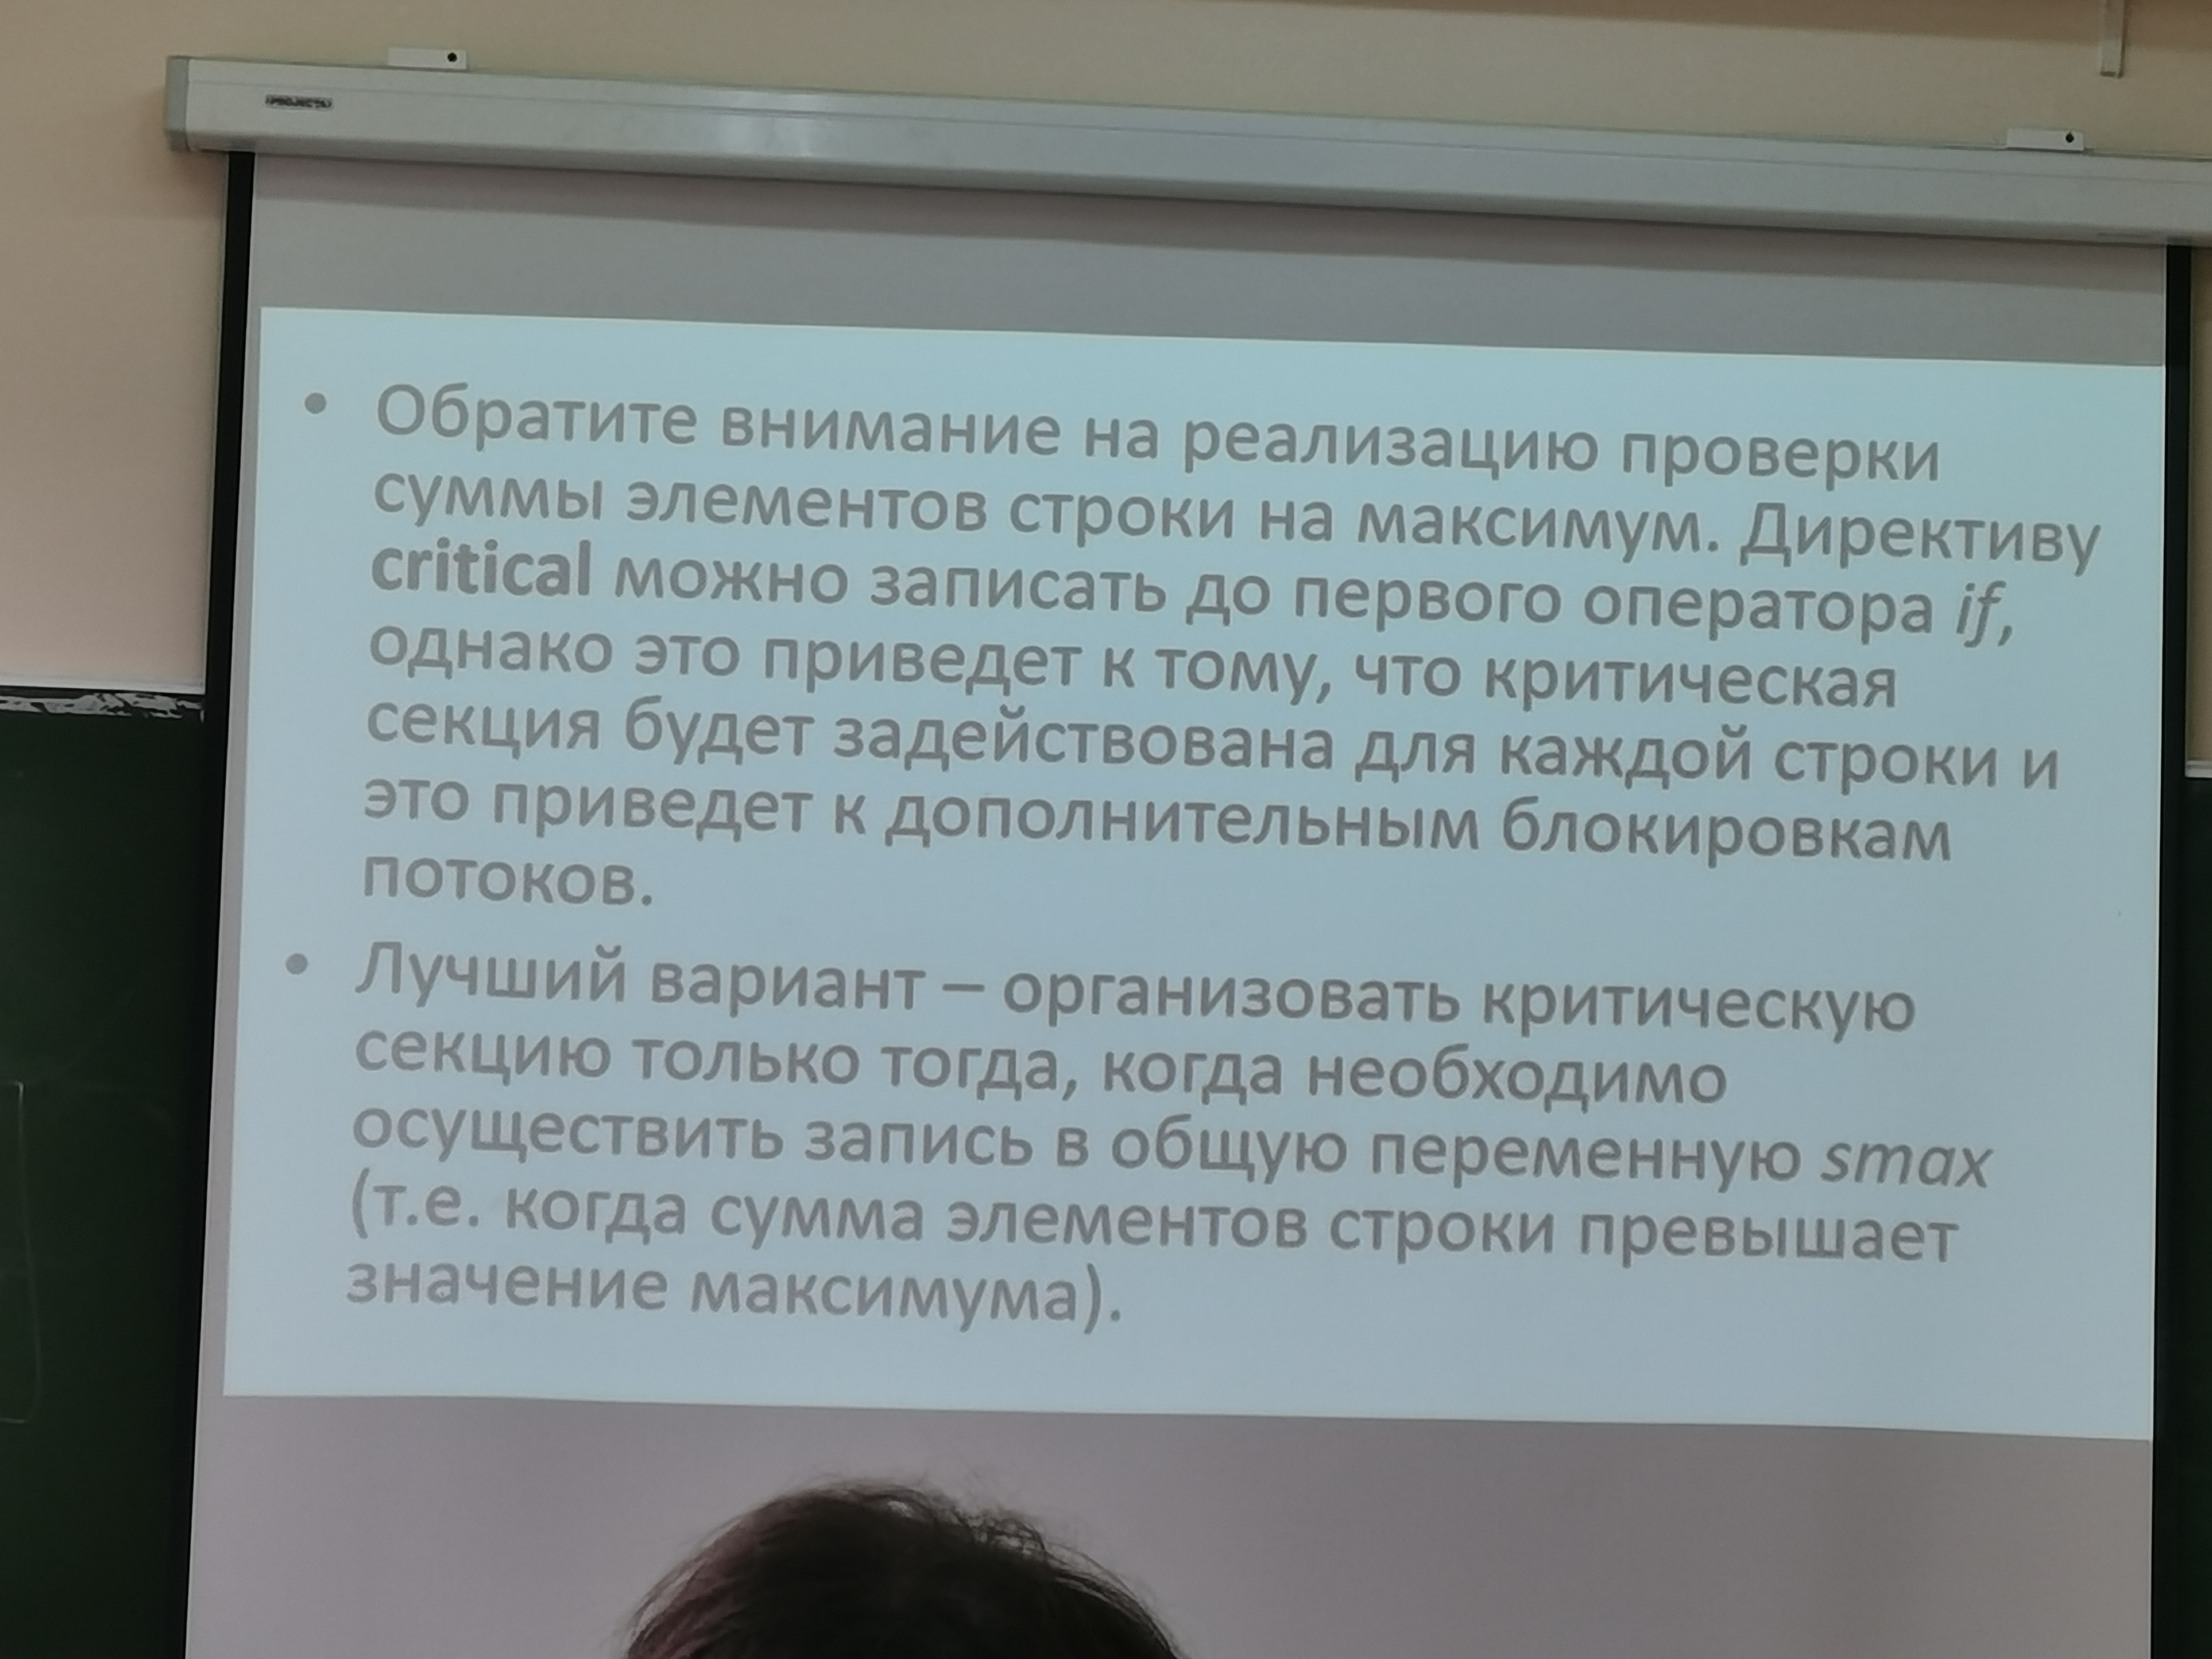 PROJECTA
• Обратите внимание на реализацию проверки
суммы элементов строки на максимум. Директиву
critical можно записать до первого оператора if,
однако это приведет к тому, что критическая
секция будет задействована для каждой строки и
это приведет к дополнительным блокировкам
потоков.
• Лучший вариант – организовать критическую
секцию только тогда, когда необходимо
осуществить запись в общую переменную smax
(т.е. когда сумма элементов строки превышает
значение максимума).